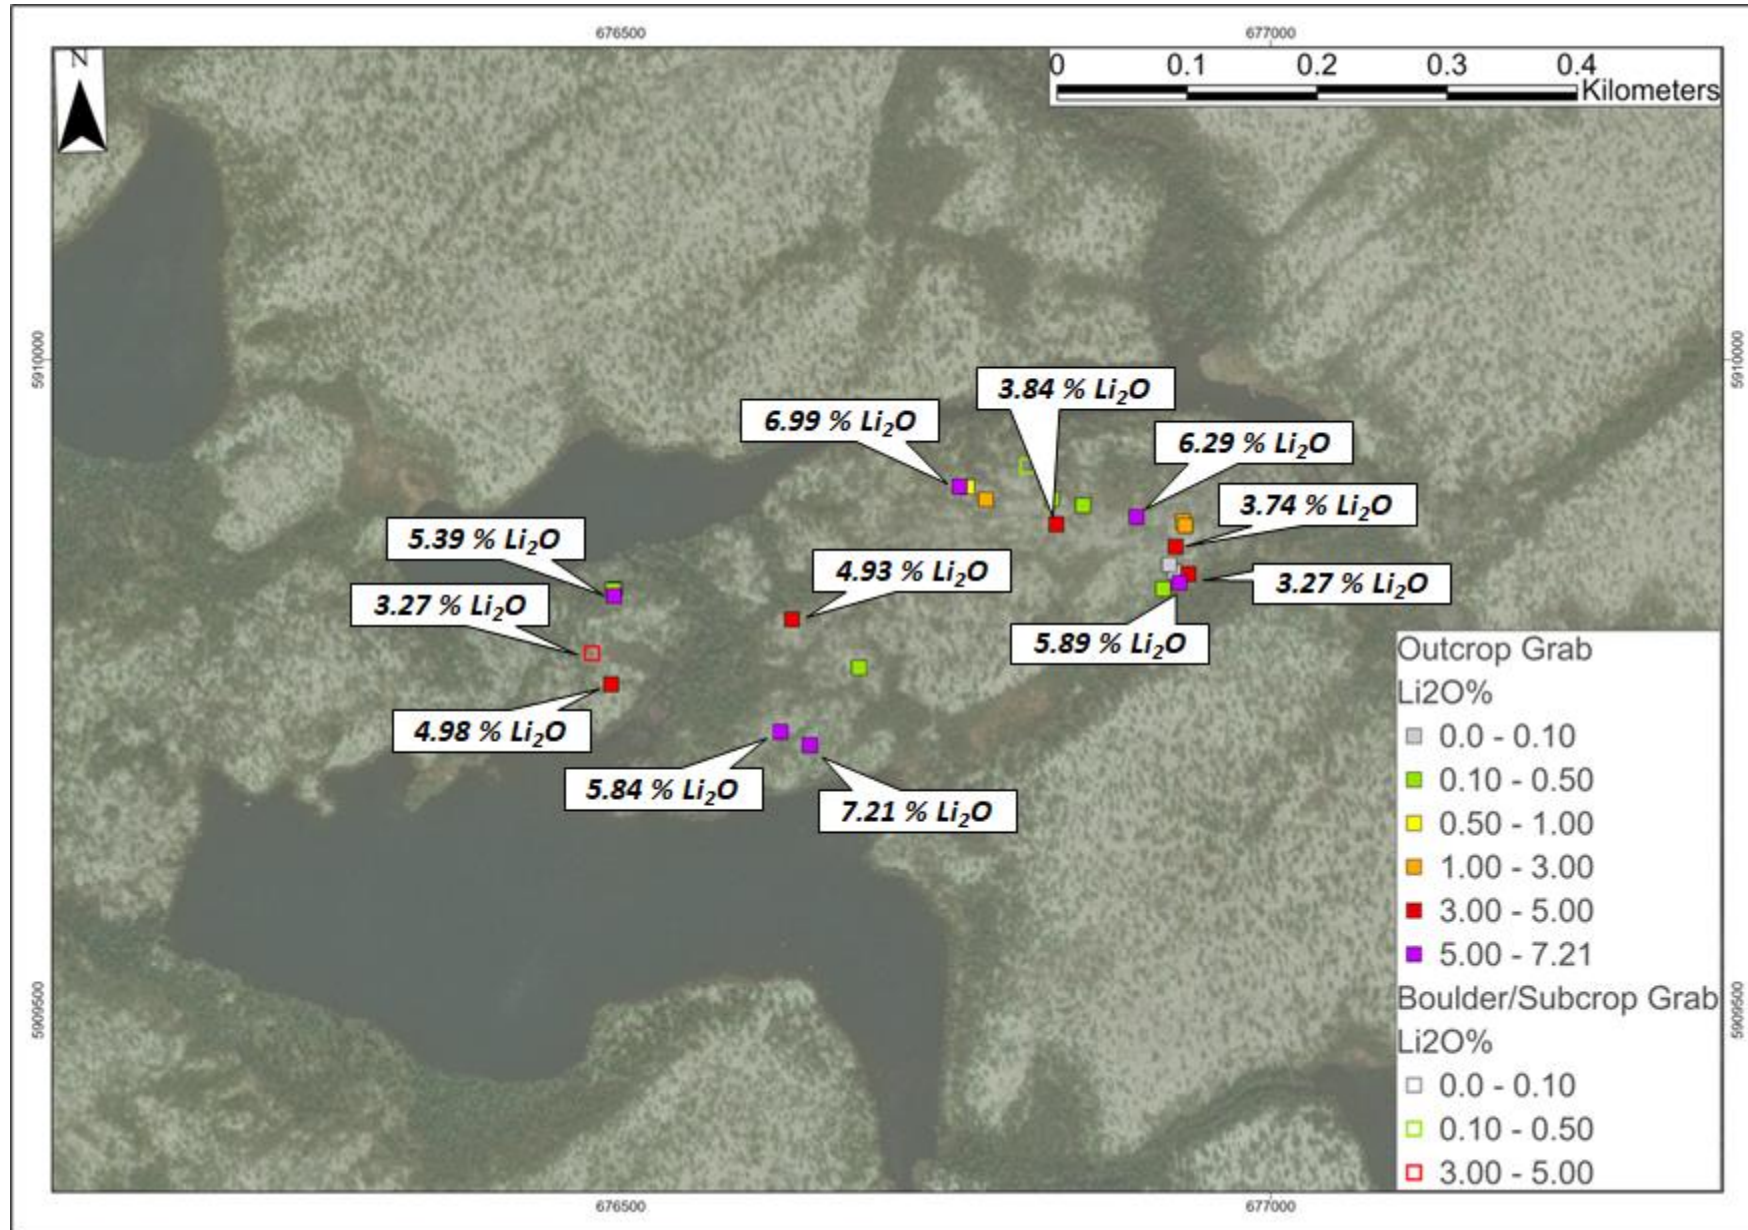 676500
677000
N
0 0.1 0.2 0.3 0.4
Kilometers
5910000
5910000
3.84 % Li₂O
6.99 % Li₂O
6.29 % Li₂O
3.74 % Li₂O
5.39 % Li₂O
4.93 % Li₂O
3.27 % Li₂O
3.27 % Li₂O
5.89 % Li₂O
4.98 % Li₂O
5.84 % Li₂O
7.21 % Li₂O
Outcrop Grab
Li2O%
0.0 - 0.10
0.10 - 0.50
0.50 - 1.00
1.00 - 3.00
3.00 - 5.00
5.00 - 7.21
Boulder/Subcrop Grab
Li2O%
0.0 - 0.10
0.10 - 0.50
3.00 - 5.00
5909500
5909500
676500
677000